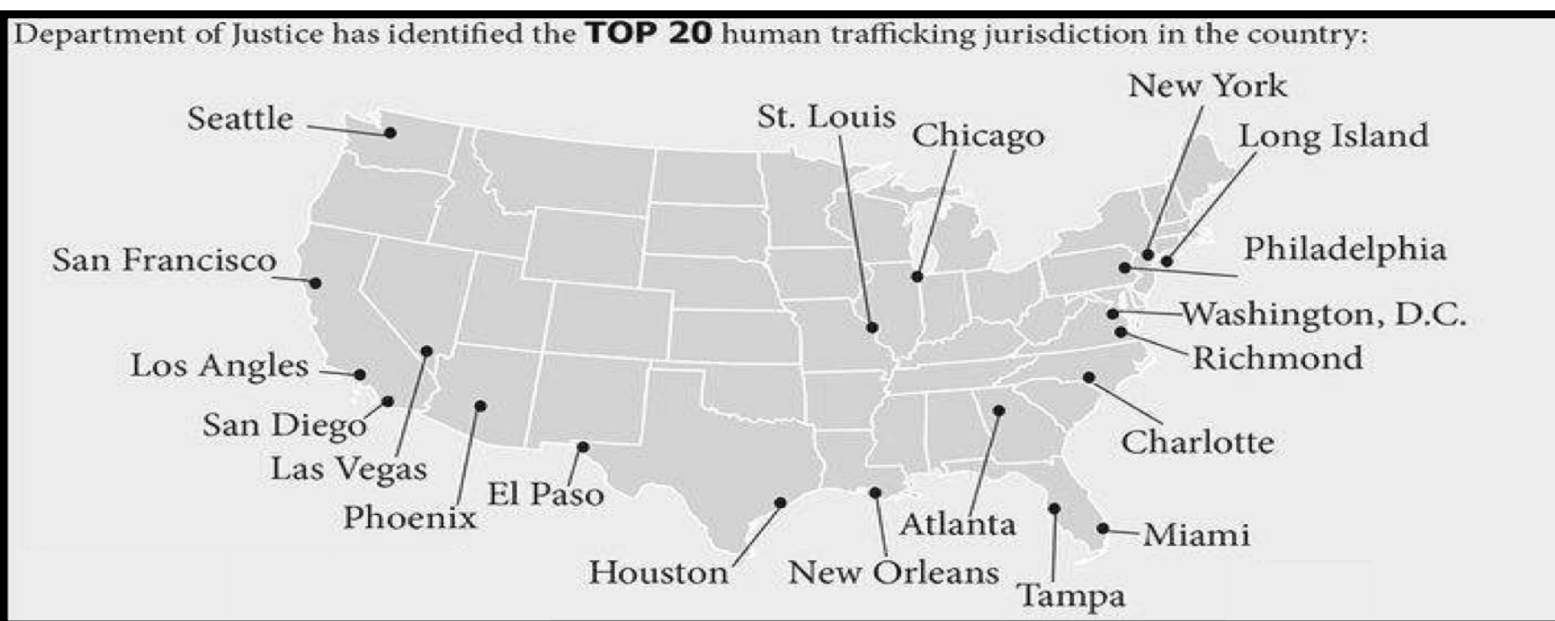 Department of Justice has identified the TOP 20 human trafficking jurisdiction in the country:
New York
St. Louis
Seattle
Chicago
Long Island
Philadelphia
San Francisco
Washington, D.C.
Richmond
Los Angles
San Diego
Charlotte
Las Vegas
El Paso
Phoenix
Atlanta
Miami
Houston
New Orleans
Tampa